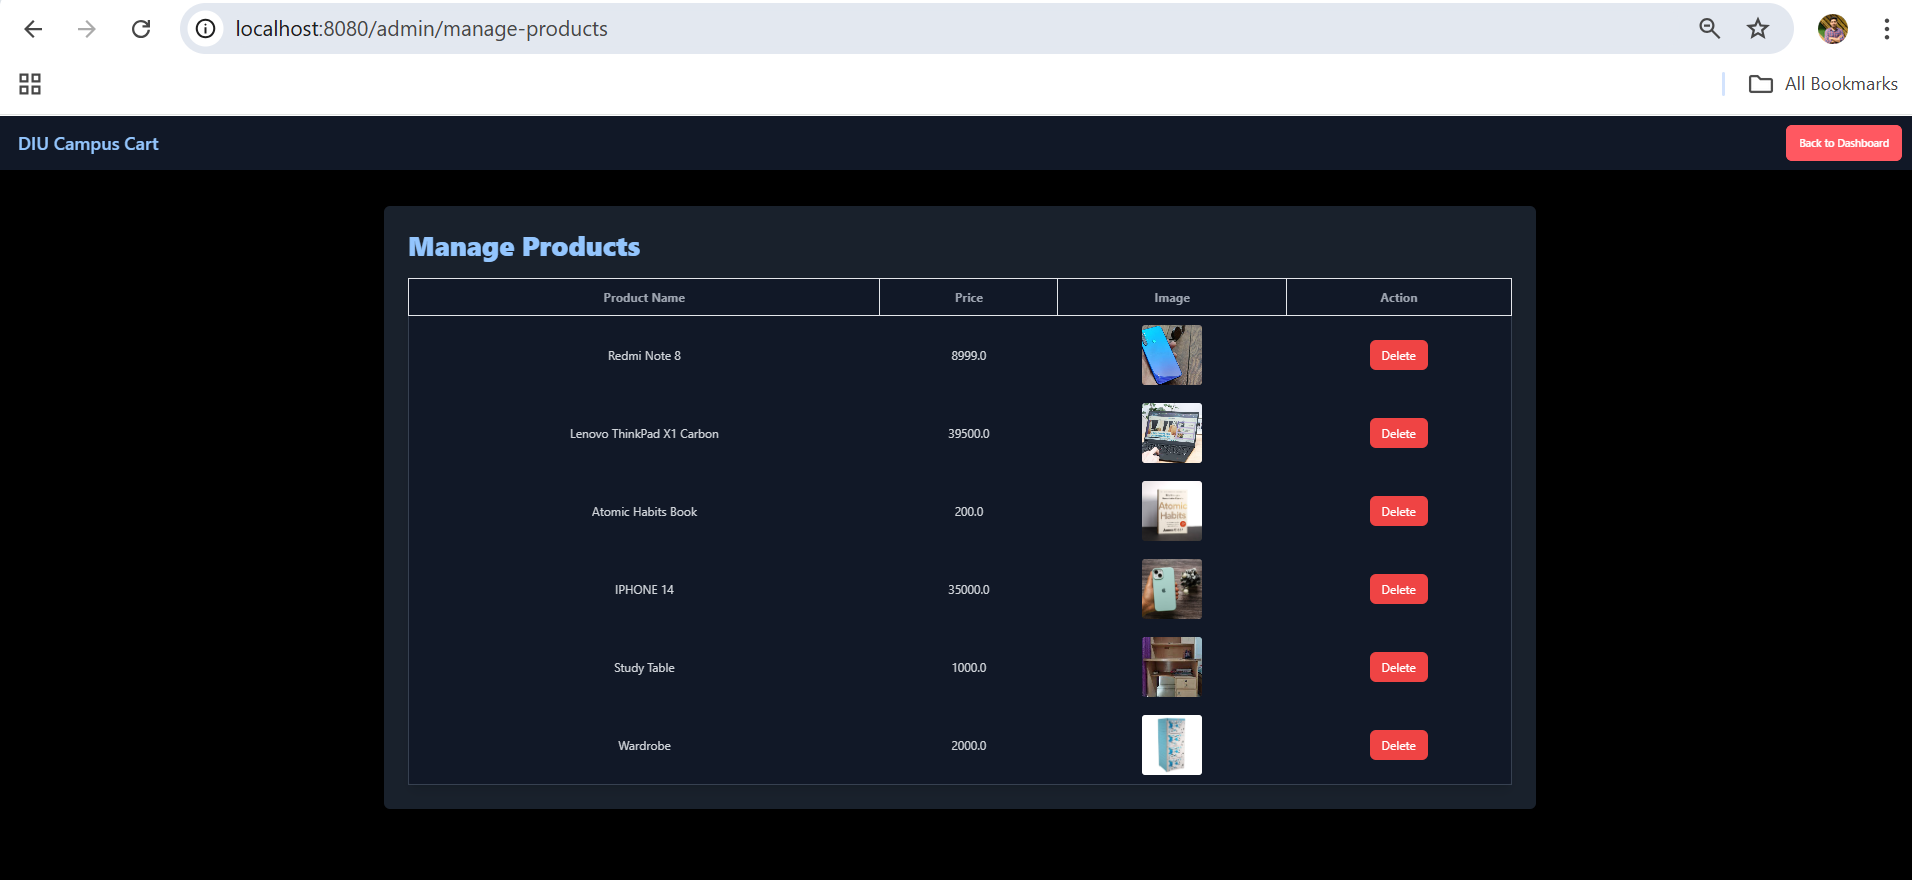 localhost:8080/admin/manage-products
All Bookmarks
DIU Campus Cart
Back to Dashboard
Manage Products
Product Name Price Image Action
Redmi Note 8 8999.0 Delete
Lenovo ThinkPad X1 Carbon 39500.0 Delete
Atomic Habits Book 200.0 Delete
Atomic
Habits
IPHONE 14 35000.0 Delete
Study Table 1000.0 Delete
Wardrobe 2000.0 Delete